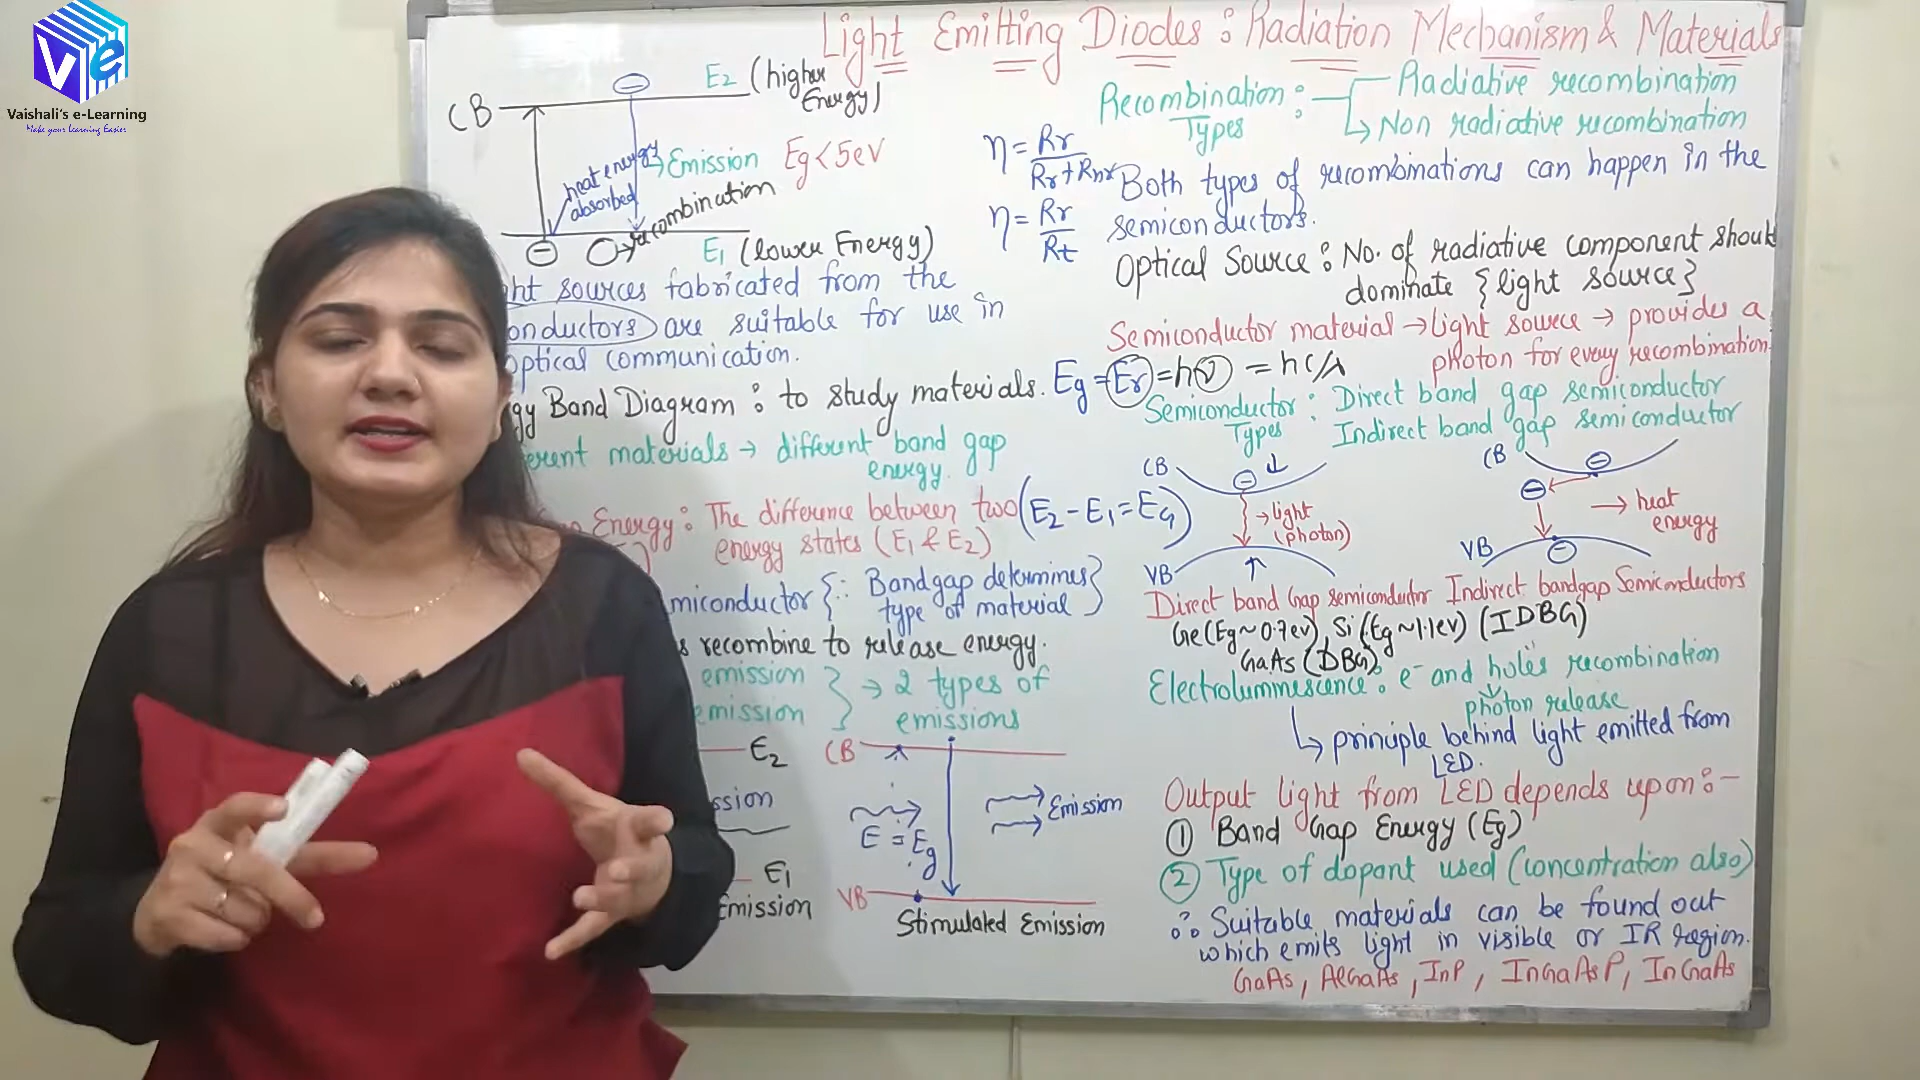 Ve
Vaishali's e-Learning
Make your Learning Easier
Light Emitting Diodes : Radiation Mechanism & Materials
CB
E2 (higher
Energy)
heat energy
absorbed
→ Emission Eg < 5eV
recombination
E1 (lower Energy)
ht sources fabricated from the
onductors are suitable for use in
optical communication.
gy Band Diagram : to study materials.
erent materials → different band gap
energy.
Energy : The difference between two
energy states (E1 & E2)
(E2 - E1 = EG)
miconductor {∵ Bandgap determines
type of material}
s recombine to release energy.
emission
emission
} → 2 types of
emissions
E2
ssion
E1
Emission
CB
E = Eg
Emission
VB
Stimulated Emission
Recombination : Radiative recombination
Types ↳ Non radiative recombination
η = Rr / Rr + Rnr
η = Rr / Rt
Both types of recombinations can happen in the
semiconductors.
Optical Source : No. of radiative component should
dominate {light source}
Semiconductor material → light source → provides a
photon for every recombination.
Eg = Er = hν = hc/λ
Semiconductor : Direct band gap semiconductor
Types Indirect band gap semiconductor
CB
→ light
(photon)
VB
CB
→ heat
energy
VB
Direct band Gap semiconductor Indirect bandgap Semiconductors
Ge (Eg ~ 0.7eV), Si (Eg ~ 1.1eV) (IDBG)
GaAs (DBG)
Electroluminescence : e⁻ and holes recombination
photon release
↳ principle behind light emitted from
LED.
Output light from LED depends upon :-
① Band Gap Energy (Eg)
② Type of dopant used (concentration also)
∴ Suitable materials can be found out
which emits light in visible or IR region.
GaAs, AlGaAs, InP, InGaAsP, InGaAs